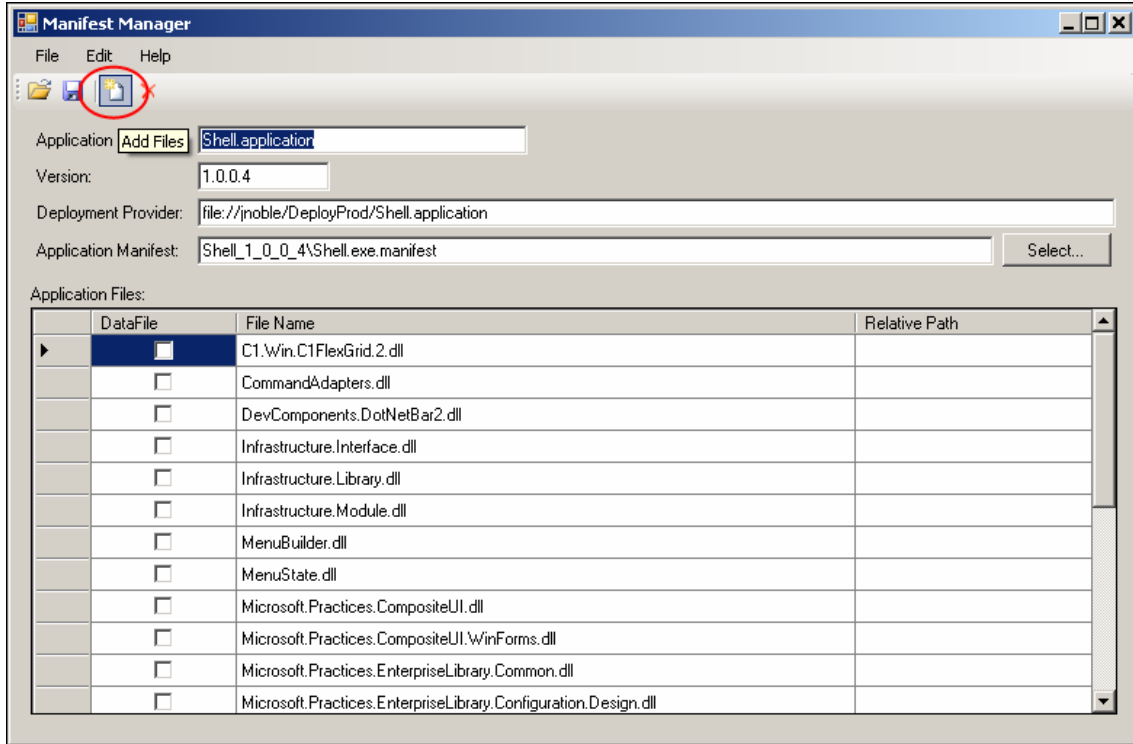 Manifest Manager
File Edit Help
Application
Add Files
Shell.application
Version: 1.0.0.4
Deployment Provider: file://jnoble/DeployProd/Shell.application
Application Manifest: Shell_1_0_0_4\Shell.exe.manifest Select...
Application Files:
DataFile File Name Relative Path
C1.Win.C1FlexGrid.2.dll
CommandAdapters.dll
DevComponents.DotNetBar2.dll
Infrastructure.Interface.dll
Infrastructure.Library.dll
Infrastructure.Module.dll
MenuBuilder.dll
MenuState.dll
Microsoft.Practices.CompositeUI.dll
Microsoft.Practices.CompositeUI.WinForms.dll
Microsoft.Practices.EnterpriseLibrary.Common.dll
Microsoft.Practices.EnterpriseLibrary.Configuration.Design.dll